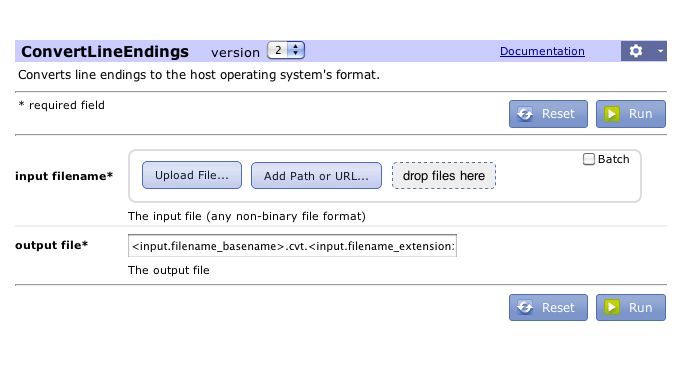 ConvertLineEndings version 2 Documentation
Converts line endings to the host operating system's format.
* required field
Reset Run
Batch
input filename* Upload File... Add Path or URL... drop files here
The input file (any non-binary file format)
output file* <input.filename_basename>.cvt.<input.filename_extension
The output file
Reset Run